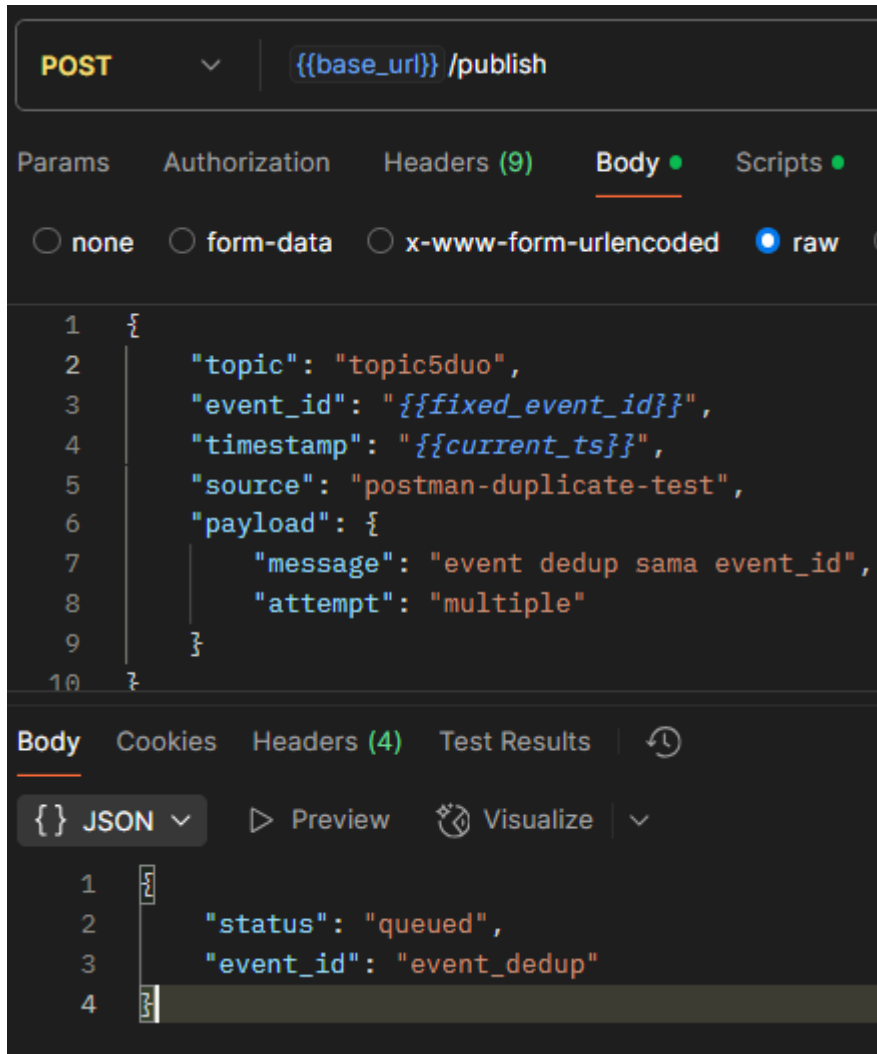 POST {{base_url}} /publish
Params Authorization Headers (9) Body Scripts
none form-data x-www-form-urlencoded raw
1 {
2 "topic": "topic5duo",
3 "event_id": "{{fixed_event_id}}",
4 "timestamp": "{{current_ts}}",
5 "source": "postman-duplicate-test",
6 "payload": {
7 "message": "event dedup sama event_id",
8 "attempt": "multiple"
9 }
10 }
Body Cookies Headers (4) Test Results
{} JSON Preview Visualize
1 {
2 "status": "queued",
3 "event_id": "event_dedup"
4 }